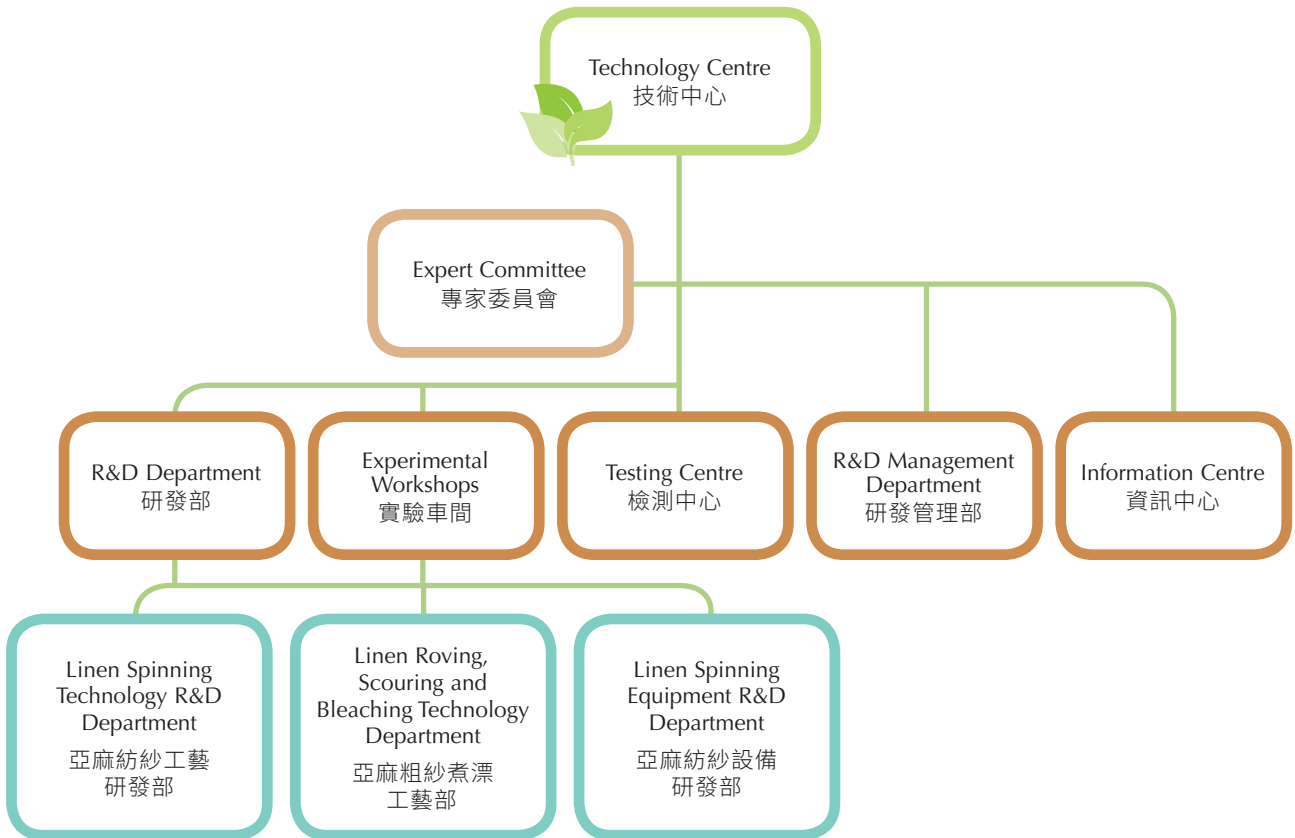 Technology Centre
技術中心
Expert Committee
專家委員會
R&D Department
研發部
Experimental
Workshops
實驗車間
Testing Centre
檢測中心
R&D Management
Department
研發管理部
Information Centre
資訊中心
Linen Spinning
Technology R&D
Department
亞麻紡紗工藝
研發部
Linen Roving,
Scouring and
Bleaching Technology
Department
亞麻粗紗煮漂
工藝部
Linen Spinning
Equipment R&D
Department
亞麻紡紗設備
研發部